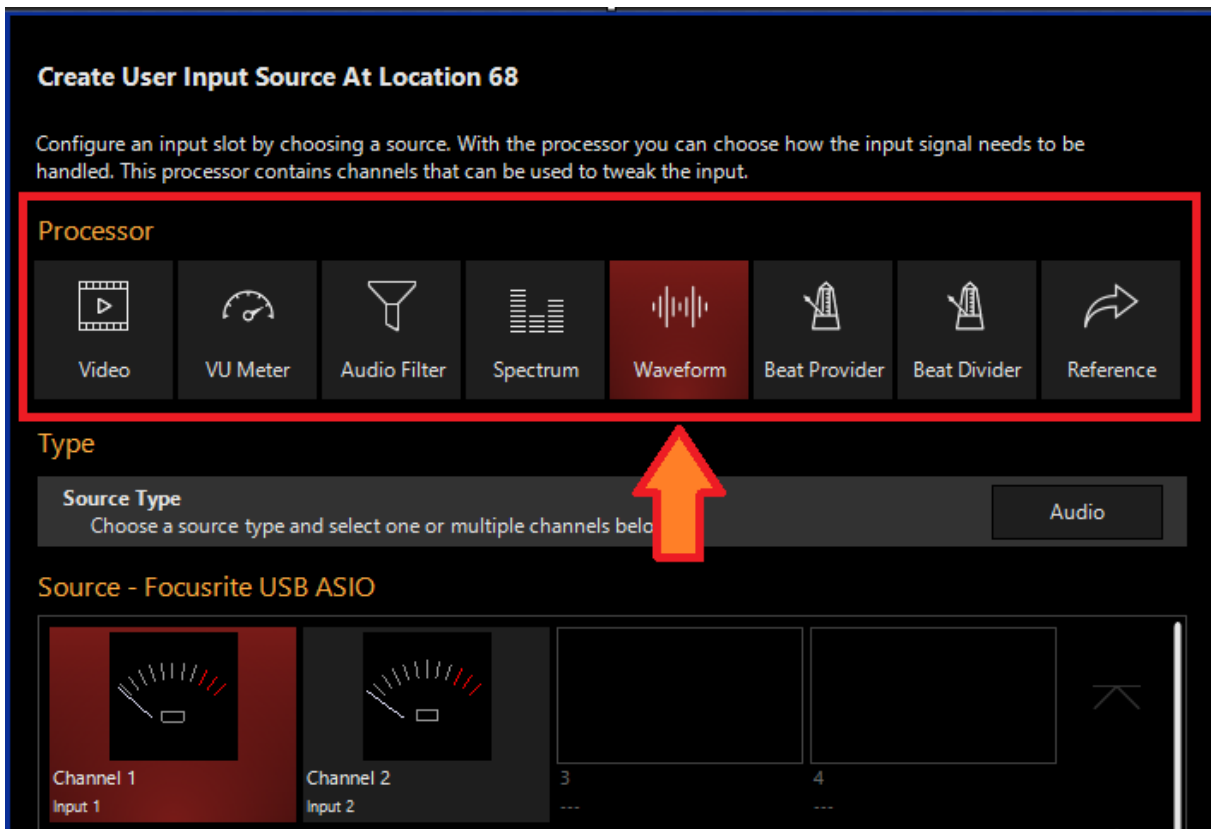 Create User Input Source At Location 68
Configure an input slot by choosing a source. With the processor you can choose how the input signal needs to be
handled. This processor contains channels that can be used to tweak the input.
Processor
Video
VU Meter
Audio Filter
Spectrum
Waveform
Beat Provider
Beat Divider
Reference
Type
Source Type
Choose a source type and select one or multiple channels
Audio
Source - Focusrite USB ASIO
Channel 1
Input 1
Channel 2
Input 2
3
---
4
---